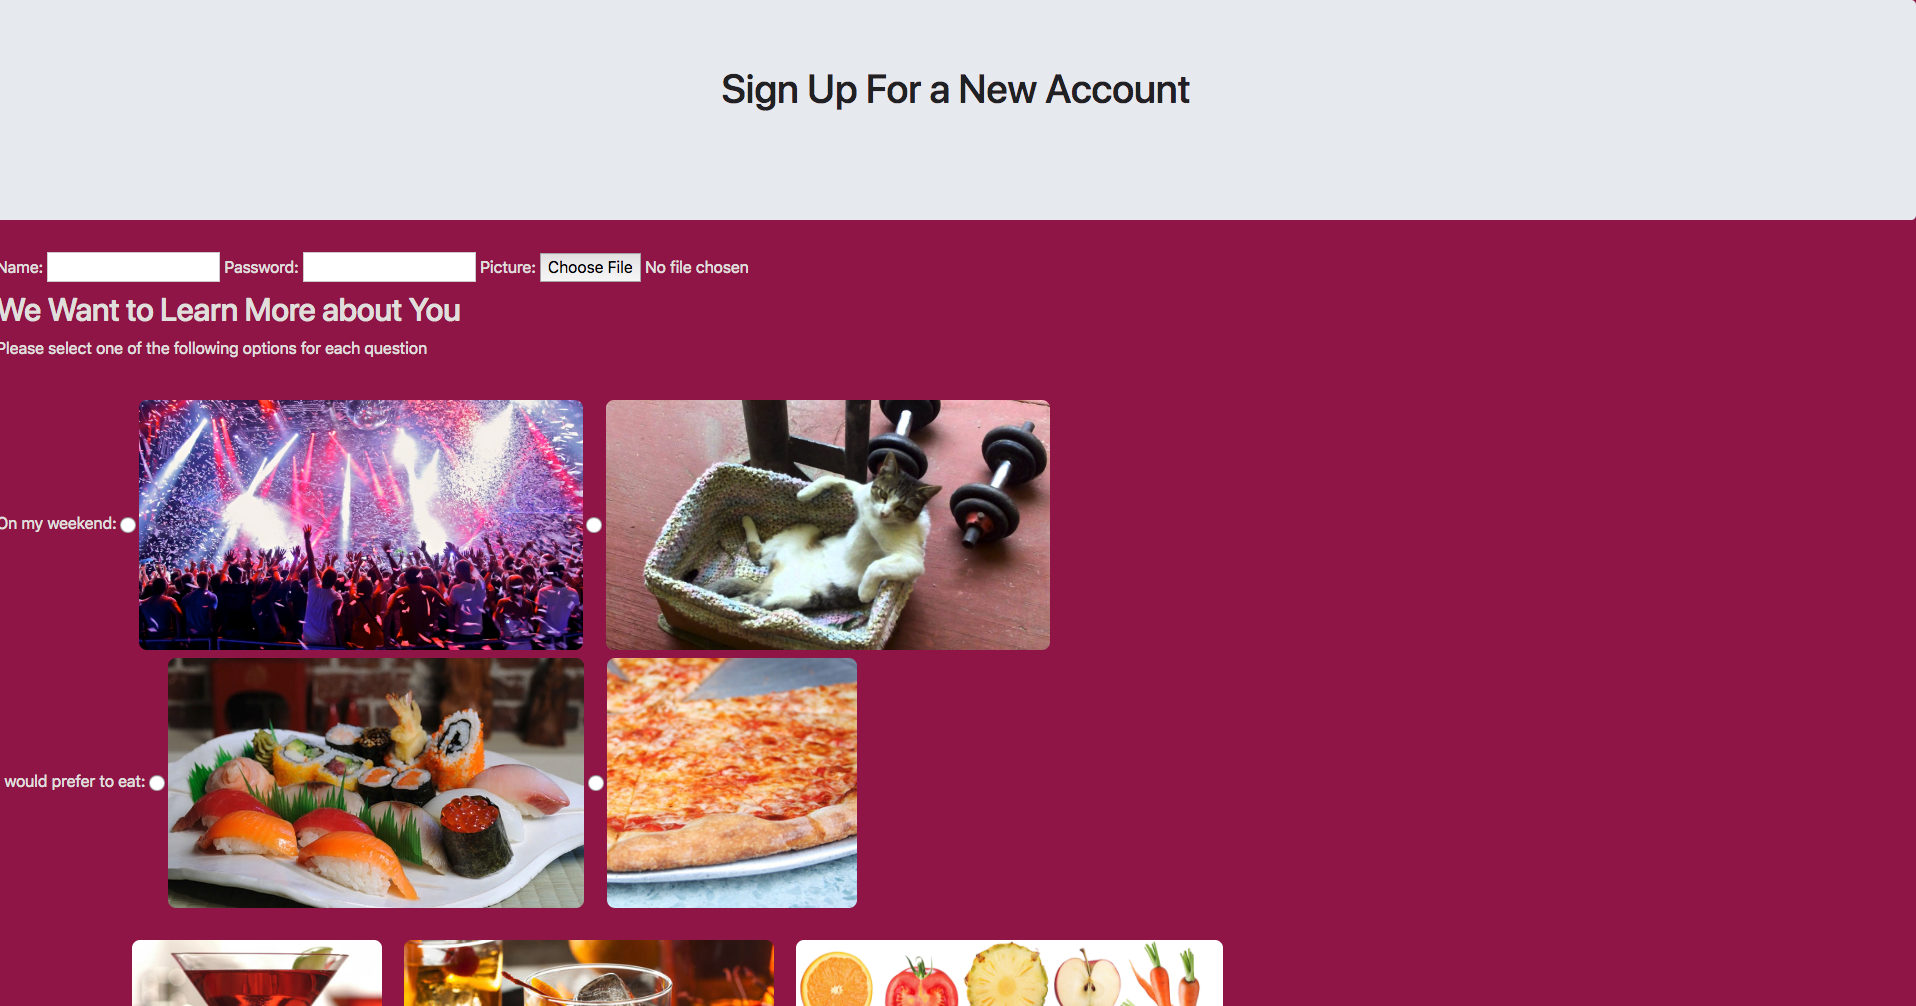 Sign Up For a New Account
Name: Password: Picture: Choose File No file chosen
We Want to Learn More about You
Please select one of the following options for each question
On my weekend:
would prefer to eat: